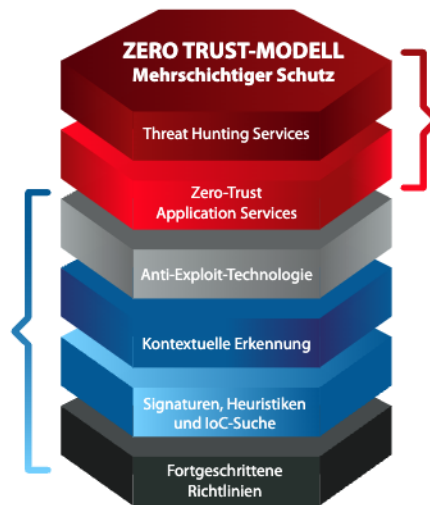 ZERO TRUST-MODELL
Mehrschichtiger Schutz
Threat Hunting Services
Zero-Trust
Application Services
Anti-Exploit-Technologie
Kontextuelle Erkennung
Signaturen, Heuristiken
und IoC-Suche
Fortgeschrittene
Richtlinien